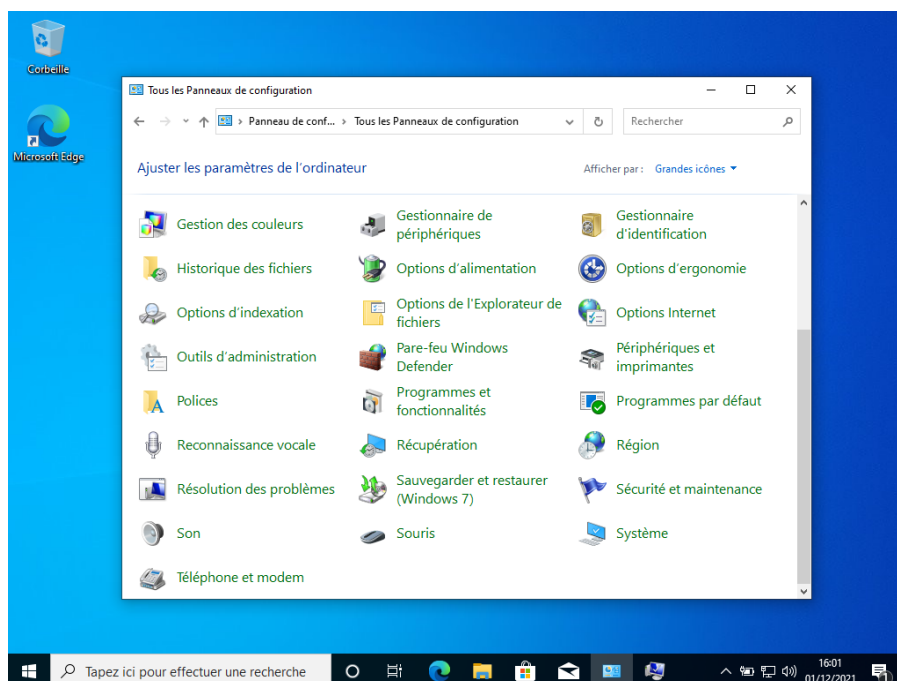 Corbeille
Microsoft Edge
Tous les Panneaux de configuration
Panneau de conf... > Tous les Panneaux de configuration
Rechercher
Ajuster les paramètres de l'ordinateur
Afficher par : Grandes icônes
Gestion des couleurs
Gestionnaire de
périphériques
Gestionnaire
d'identification
Historique des fichiers
Options d'alimentation
Options d'ergonomie
Options d'indexation
Options de l'Explorateur de
fichiers
Options Internet
Outils d'administration
Pare-feu Windows
Defender
Périphériques et
imprimantes
Polices
Programmes et
fonctionnalités
Programmes par défaut
Reconnaissance vocale
Récupération
Région
Résolution des problèmes
Sauvegarder et restaurer
(Windows 7)
Sécurité et maintenance
Son
Souris
Système
Téléphone et modem
Tapez ici pour effectuer une recherche
16:01
01/12/2021
1